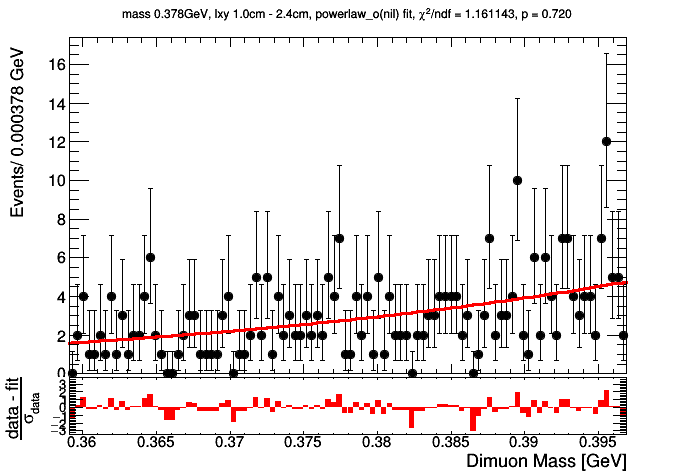 mass 0.378GeV, lxy 1.0cm - 2.4cm, powerlaw_o(nil) fit, χ²/ndf = 1.161143, p = 0.720
Events/ 0.000378 GeV
16
14
12
10
8
6
4
2
0
data - fit
σdata
3
2
1
0
−1
−2
−3
0.36 0.365 0.37 0.375 0.38 0.385 0.39 0.395
Dimuon Mass [GeV]